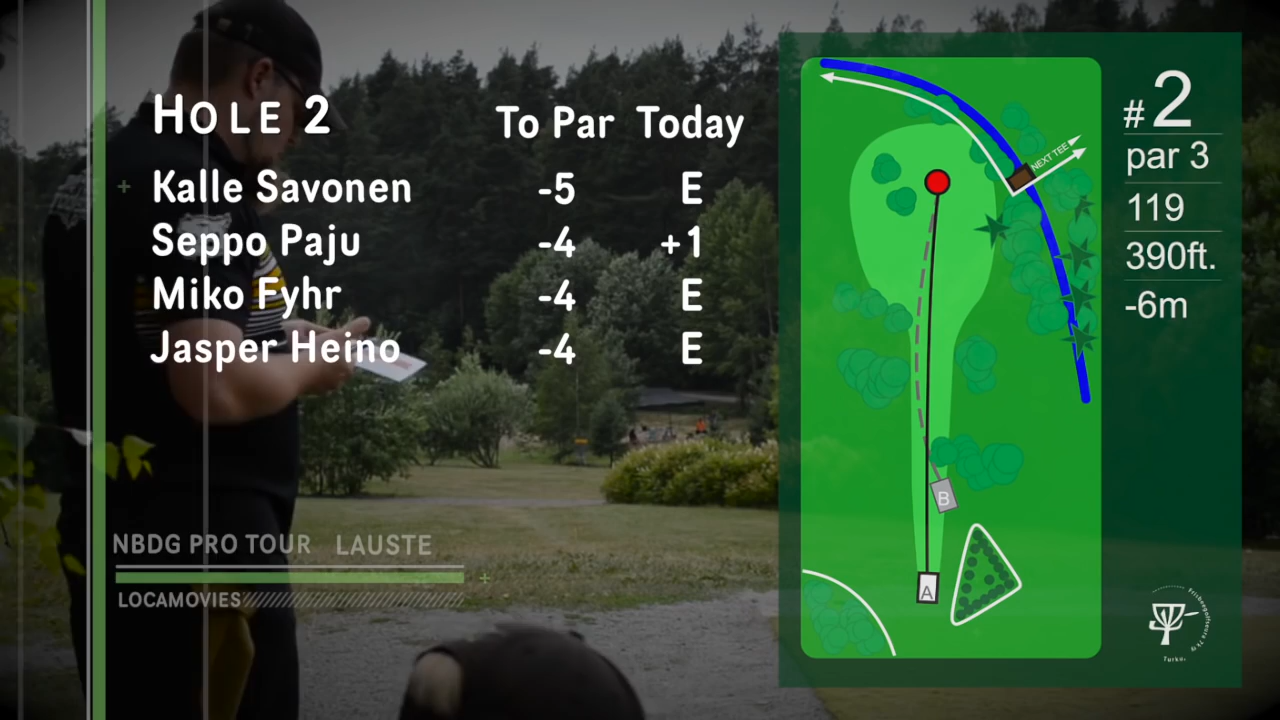 HOLE 2 To Par Today
Kalle Savonen -5 E
Seppo Paju -4 +1
Miko Fyhr -4 E
Jasper Heino -4 E
NBDG PRO TOUR LAUSTE
LOCAMOVIES
NEXT TEE
B
A
#2
par 3
119
390ft.
-6m
Turku.